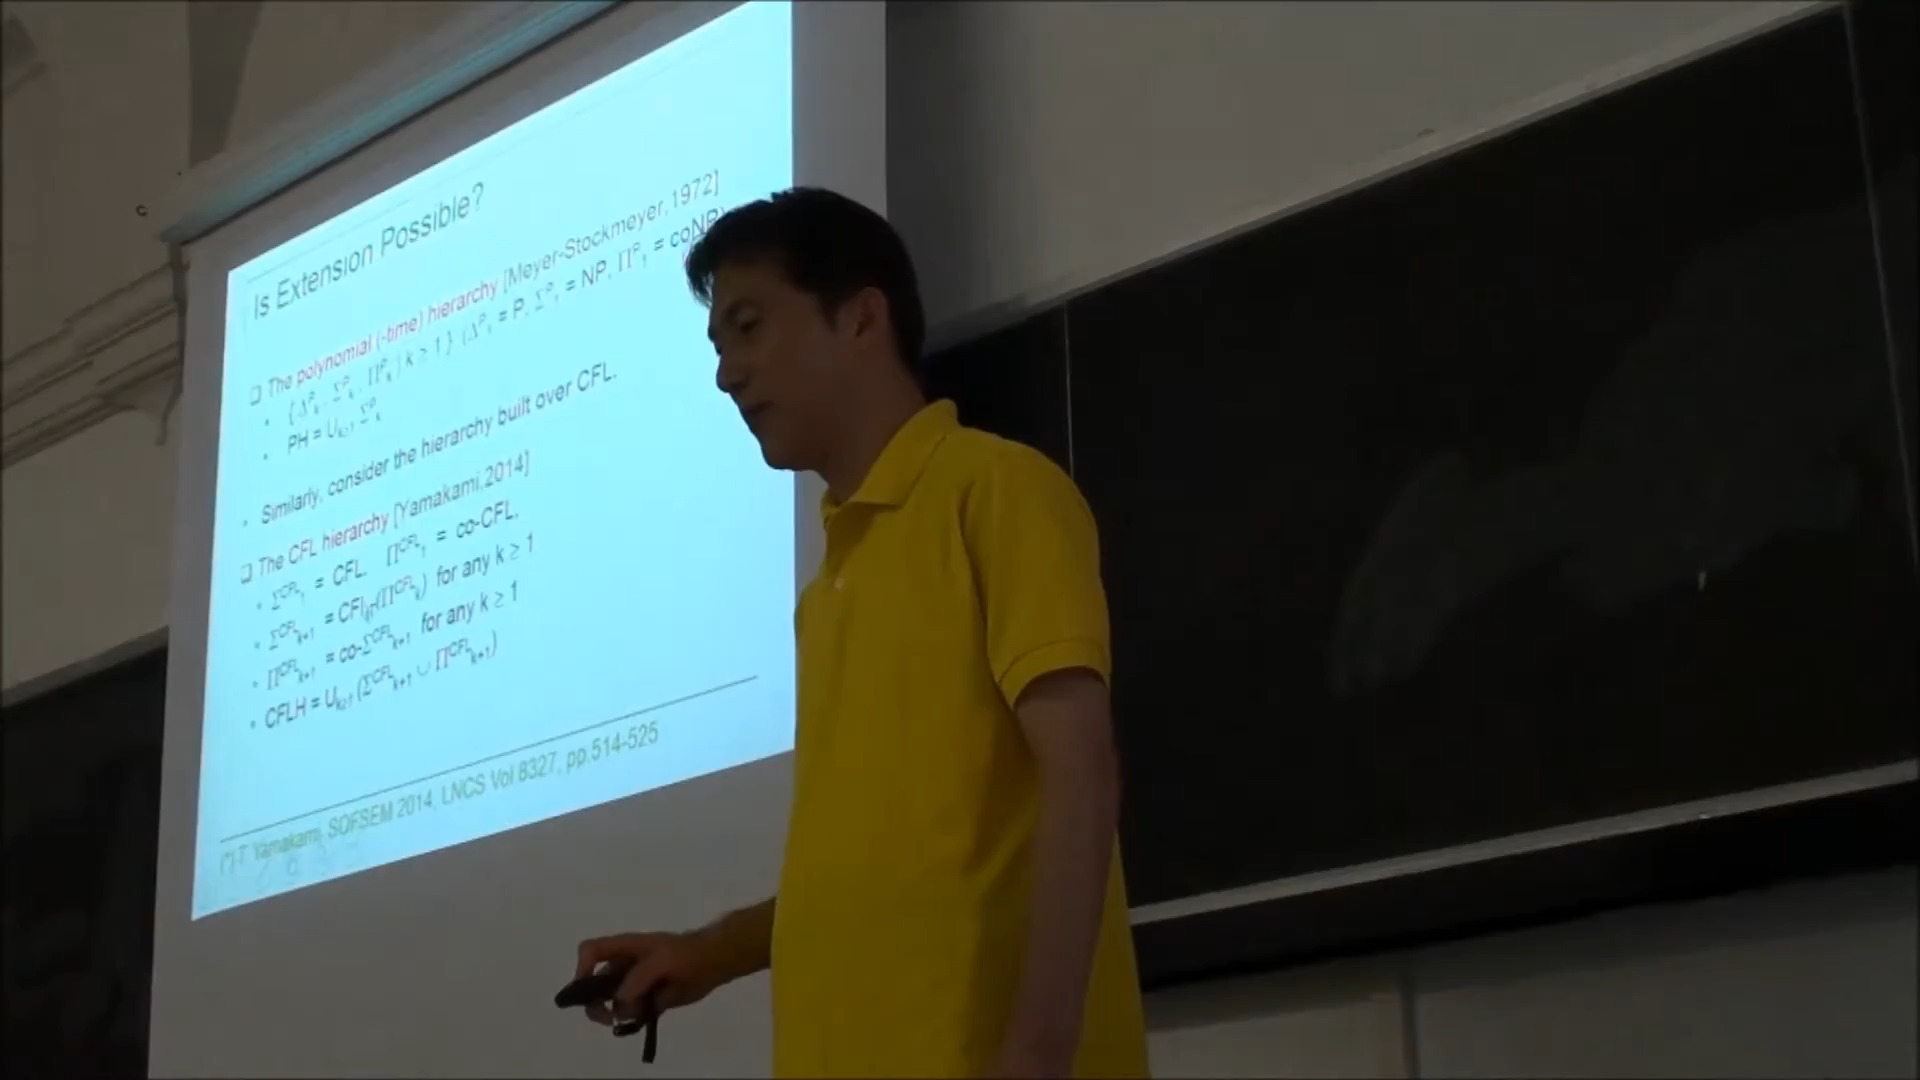 Is Extension Possible?
❑ The polynomial (-time) hierarchy [Meyer-Stockmeyer,1972]
• { Δᴾₖ, Σᴾₖ, Πᴾₖ | k ≥ 1 } (Δᴾ₁ = P, Σᴾ₁ = NP, Πᴾ₁ = coNP)
• PH = ∪ₖ≥₁ Σᴾₖ
• Similarly, consider the hierarchy built over CFL.
❑ The CFL hierarchy [Yamakami,2014]
• Σᶜᶠᴸ₁ = CFL, Πᶜᶠᴸ₁ = co-CFL,
• Σᶜᶠᴸₖ₊₁ = CFLₘT(Πᶜᶠᴸₖ) for any k ≥ 1
• Πᶜᶠᴸₖ₊₁ = co-Σᶜᶠᴸₖ₊₁ for any k ≥ 1
• CFLH = ∪ₖ≥₁ (Σᶜᶠᴸₖ₊₁ ∪ Πᶜᶠᴸₖ₊₁)
(*) T. Yamakami, SOFSEM 2014, LNCS Vol 8327, pp.514-525